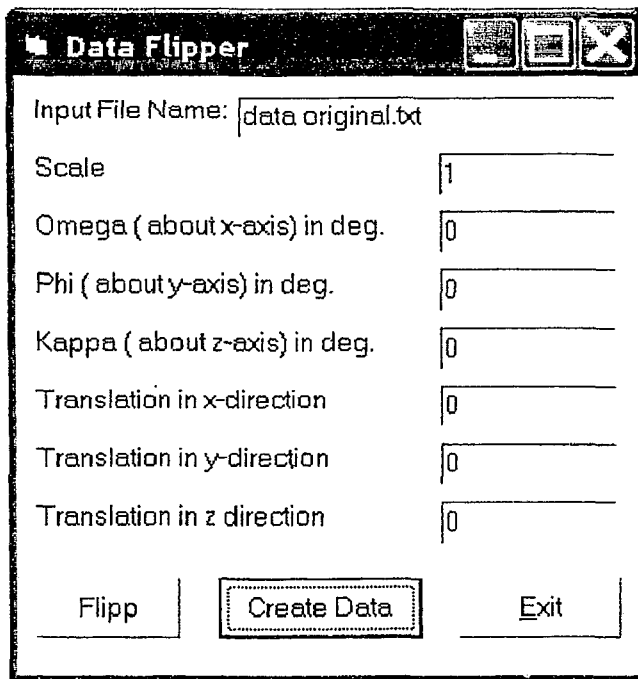 Data Flipper
Input File Name: data original.txt
Scale 1
Omega ( about x-axis) in deg. 0
Phi ( about y-axis) in deg. 0
Kappa ( about z-axis) in deg. 0
Translation in x-direction 0
Translation in y-direction 0
Translation in z direction 0
Flipp Create Data Exit